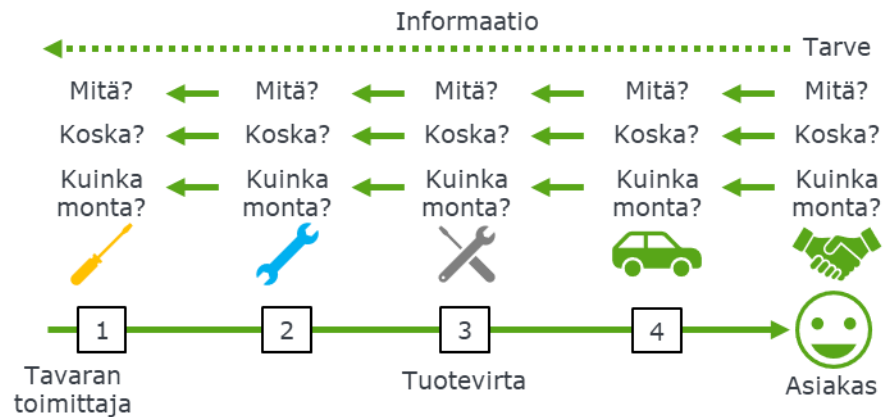 Informaatio
Tarve
Mitä? Mitä? Mitä? Mitä? Mitä?
Koska? Koska? Koska? Koska? Koska?
Kuinka Kuinka Kuinka Kuinka Kuinka
monta? monta? monta? monta? monta?
1 2 3 4
Tavaran
toimittaja
Tuotevirta
Asiakas